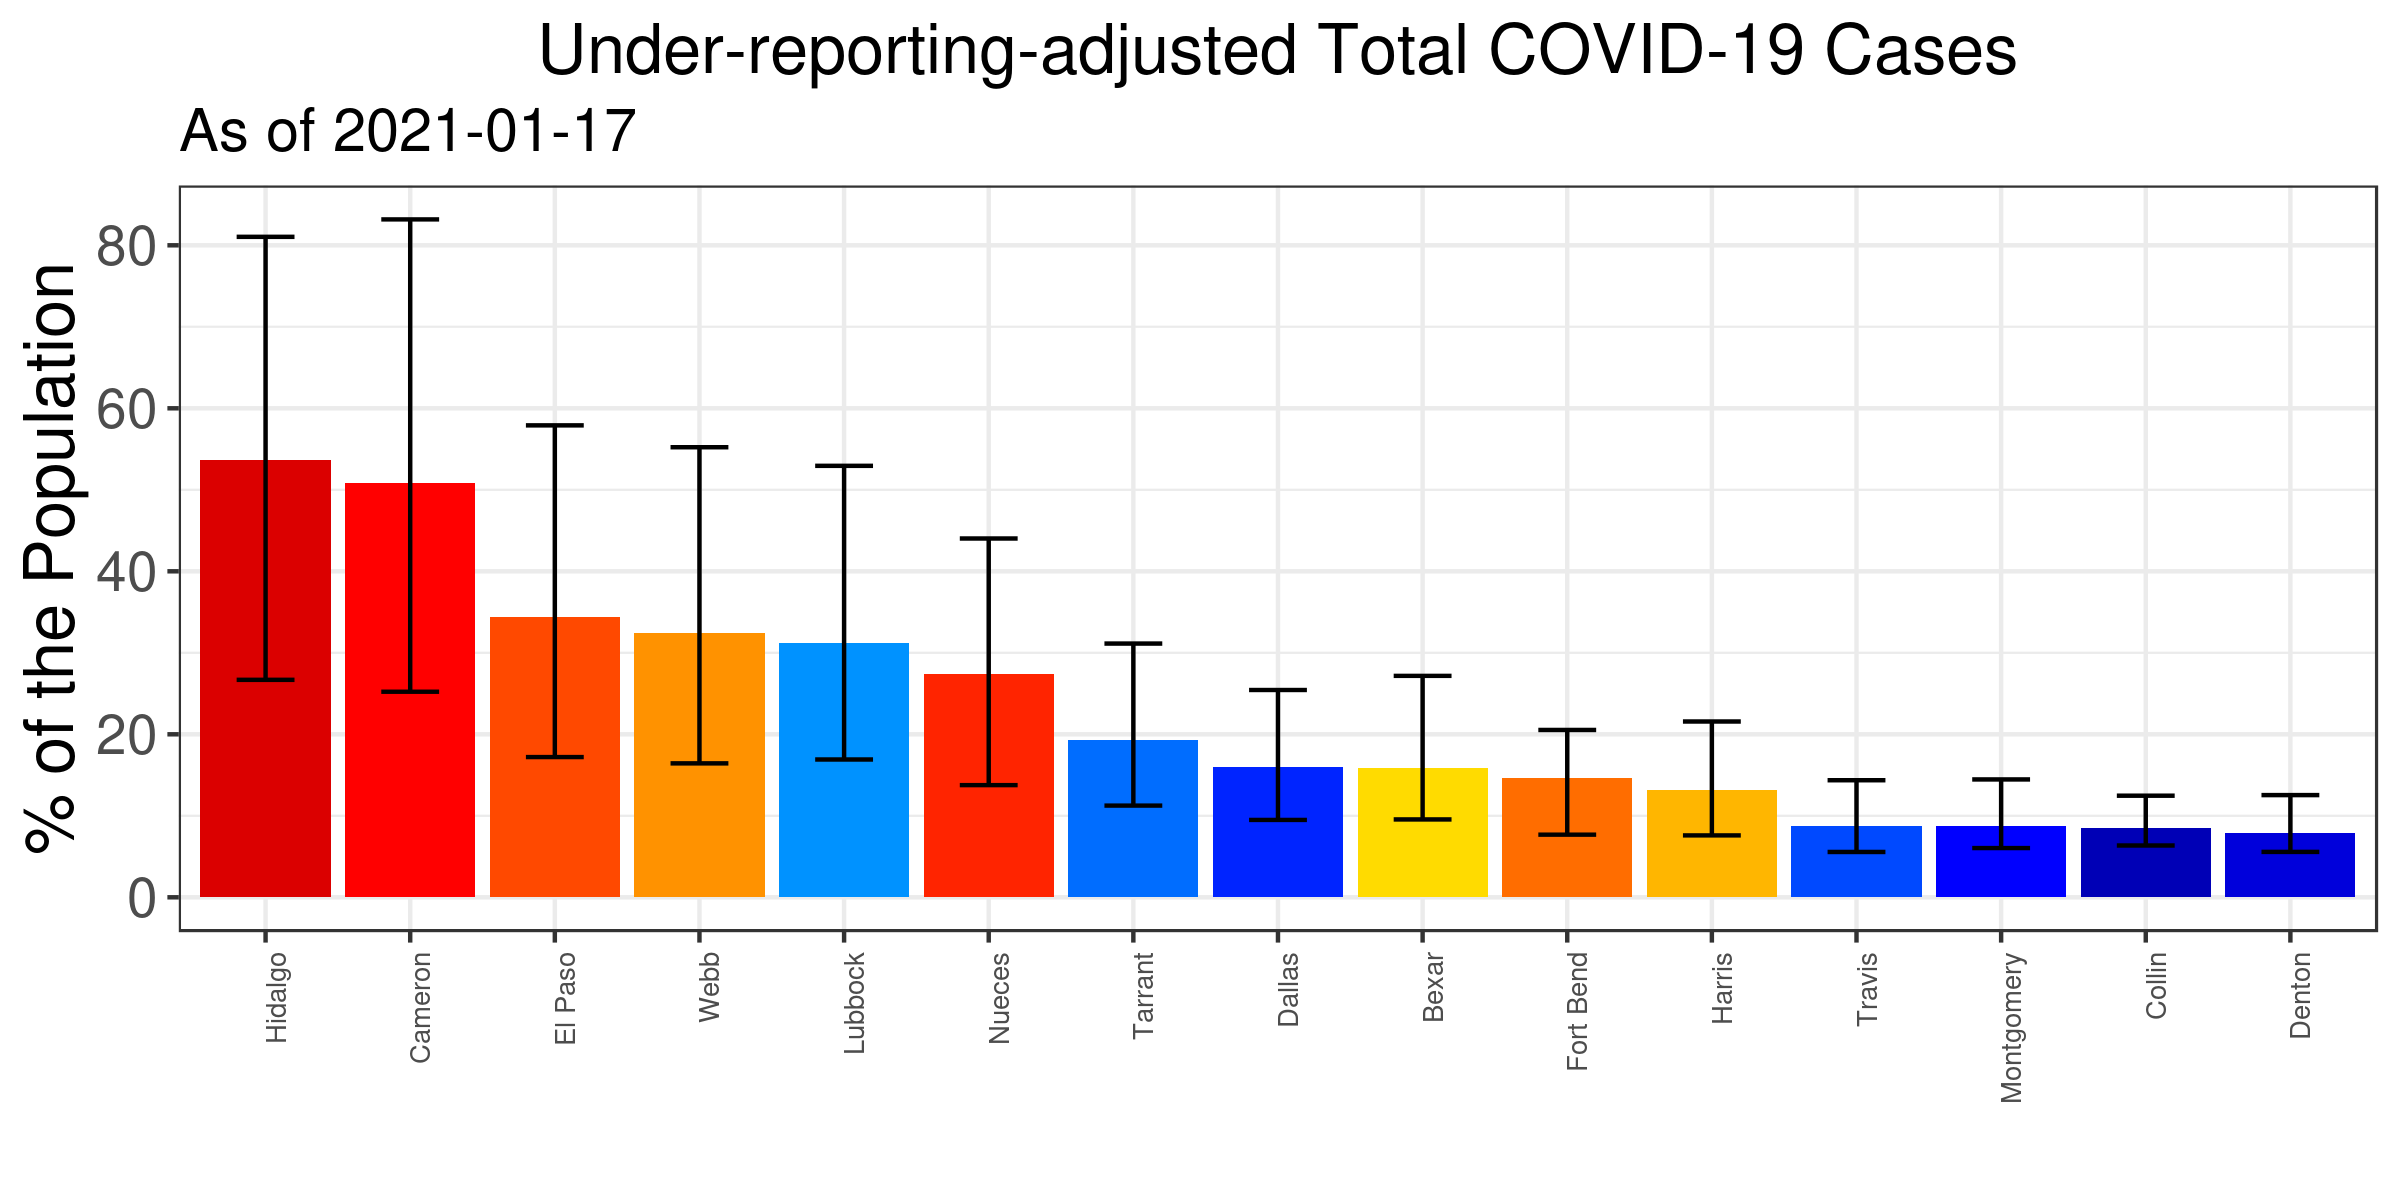 Under-reporting-adjusted Total COVID-19 Cases
As of 2021-01-17
% of the Population
80
60
40
20
0
Hidalgo
Cameron
El Paso
Webb
Lubbock
Nueces
Tarrant
Dallas
Bexar
Fort Bend
Harris
Travis
Montgomery
Collin
Denton